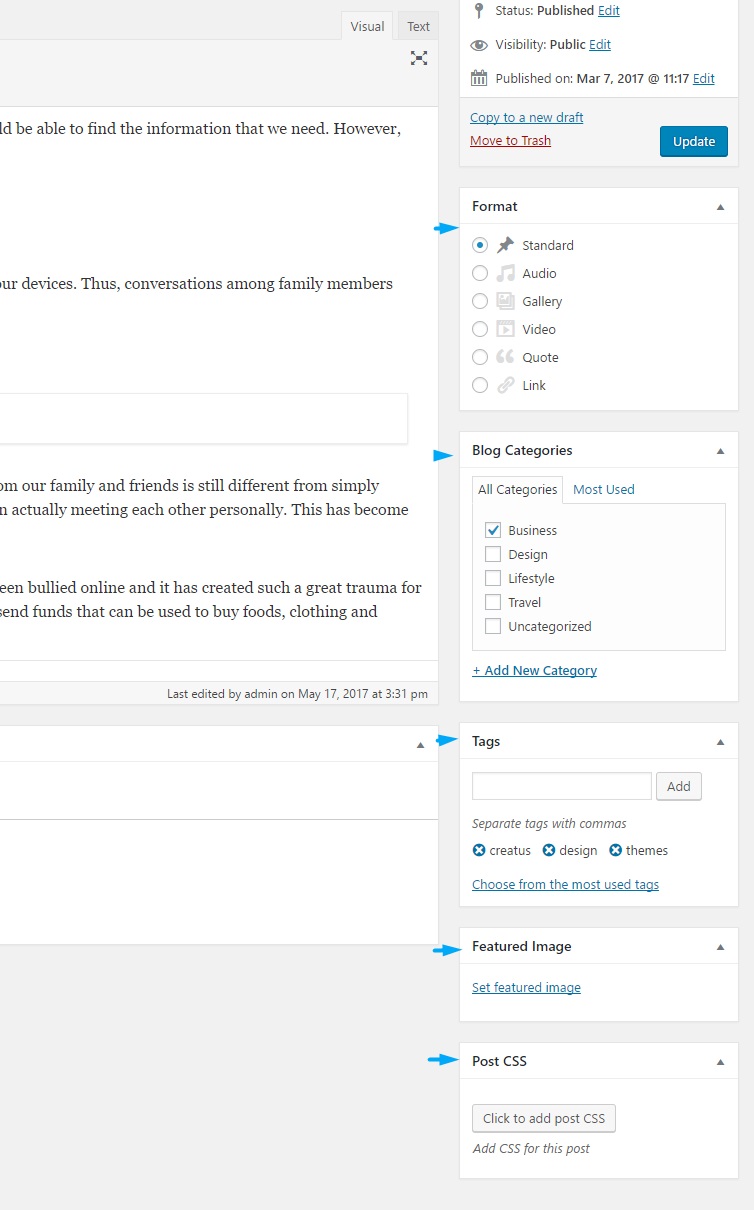 Visual Text
ld be able to find the information that we need. However,
our devices. Thus, conversations among family members
om our family and friends is still different from simply
n actually meeting each other personally. This has become
een bullied online and it has created such a great trauma for
send funds that can be used to buy foods, clothing and
Last edited by admin on May 17, 2017 at 3:31 pm
Status: Published Edit
Visibility: Public Edit
Published on: Mar 7, 2017 @ 11:17 Edit
Copy to a new draft
Move to Trash
Update
Format
Standard
Audio
Gallery
Video
Quote
Link
Blog Categories
All Categories Most Used
Business
Design
Lifestyle
Travel
Uncategorized
+ Add New Category
Tags
Add
Separate tags with commas
creatus design themes
Choose from the most used tags
Featured Image
Set featured image
Post CSS
Click to add post CSS
Add CSS for this post